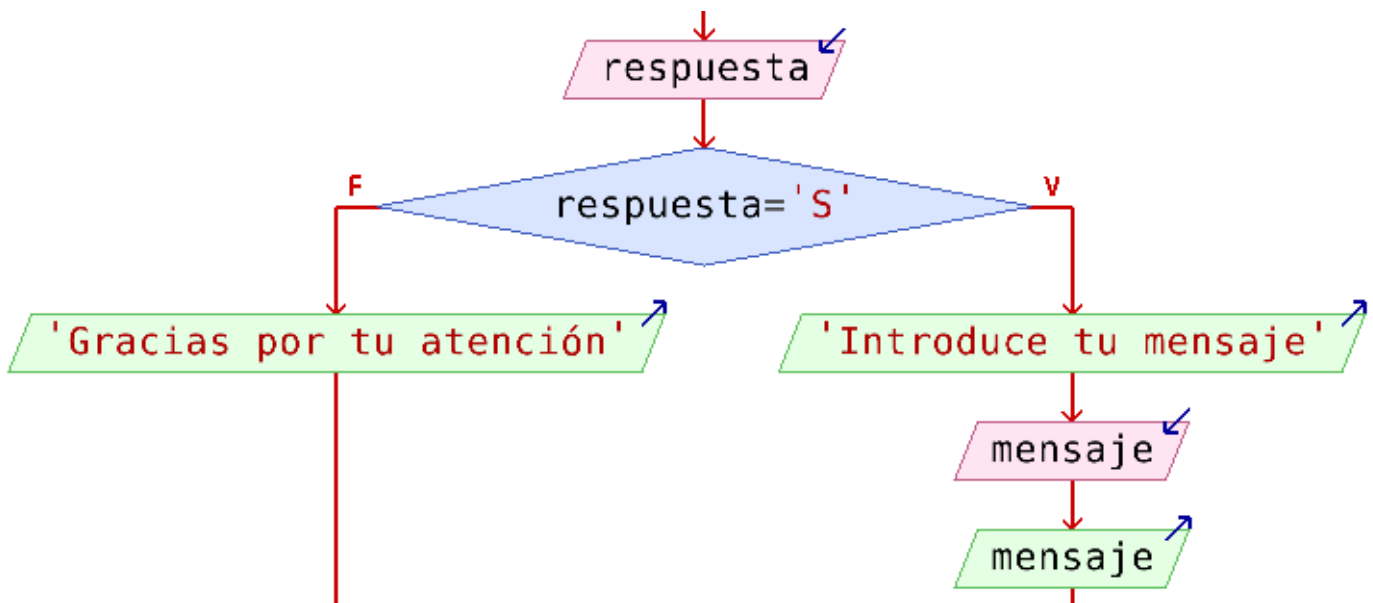 respuesta
F
respuesta='S'
V
'Gracias por tu atención'
'Introduce tu mensaje'
mensaje
mensaje